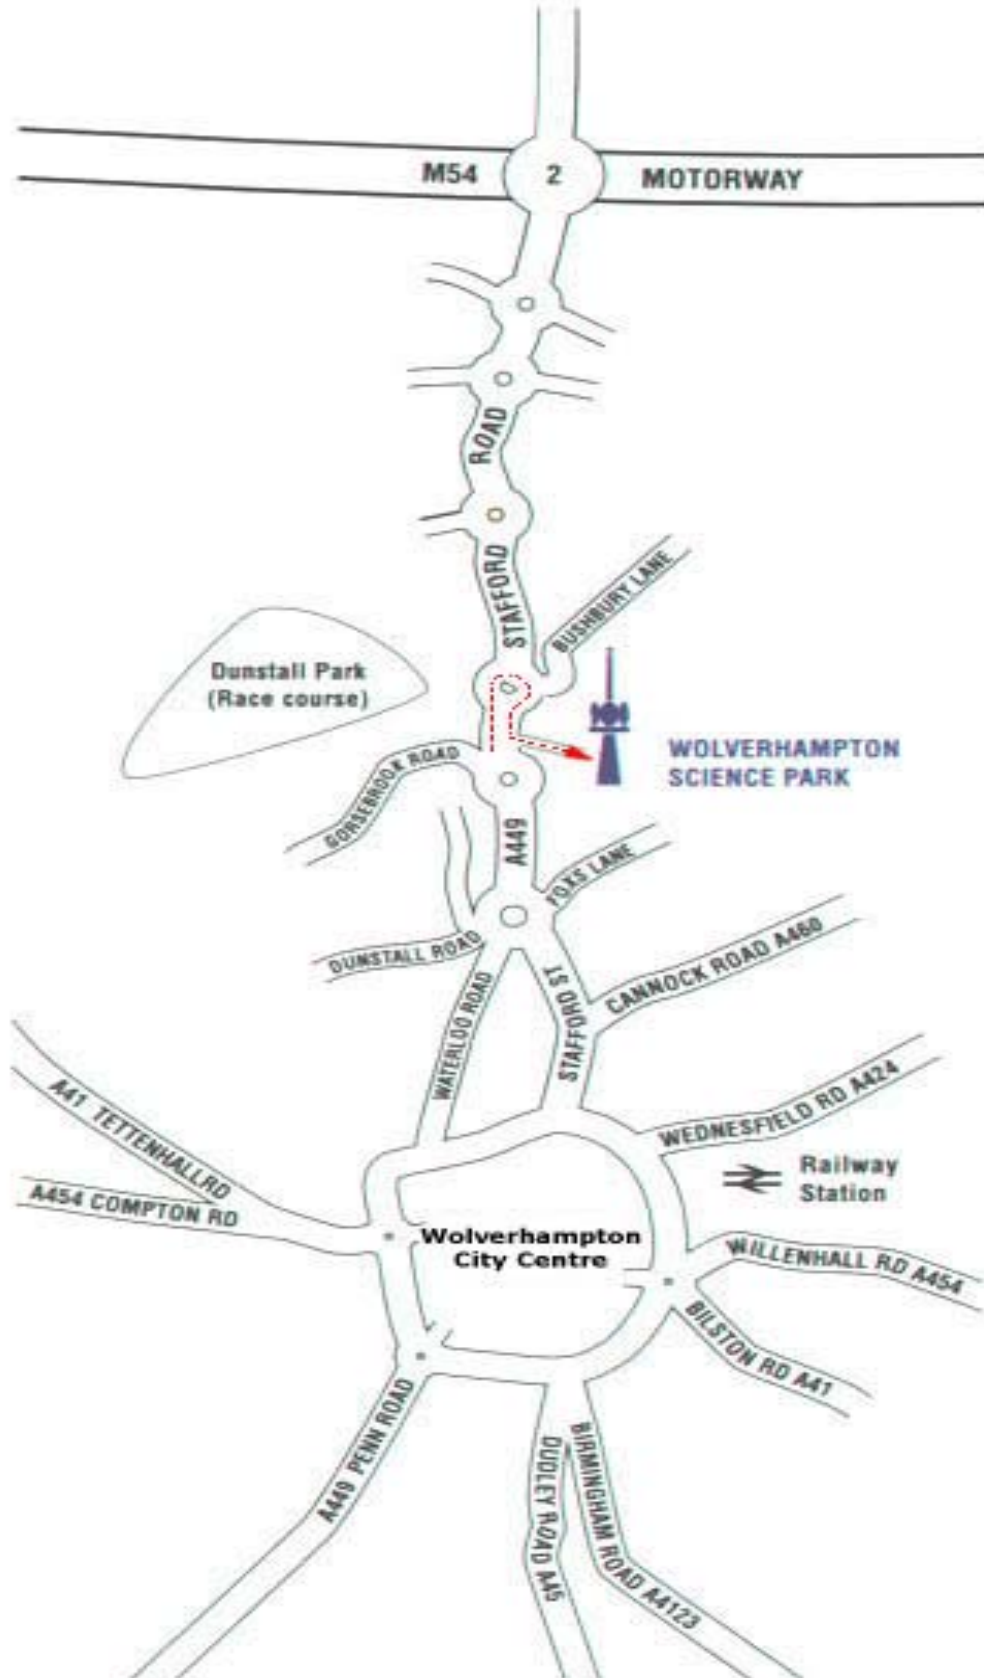 M54
2
MOTORWAY
ROAD
STAFFORD
BUSHBURY LANE
Dunstall Park
(Race course)
WOLVERHAMPTON
SCIENCE PARK
GORSEBROOK ROAD
A449
FOXS LANE
DUNSTALL ROAD
WATERLOO ROAD
STAFFORD ST
CANNOCK ROAD A460
A41 TETTENHALL RD
A454 COMPTON RD
WEDNESFIELD RD A424
Railway
Station
Wolverhampton
City Centre
WILLENHALL RD A454
BILSTON RD A41
A449 PENN ROAD
DUDLEY ROAD A45
BIRMINGHAM ROAD A4123